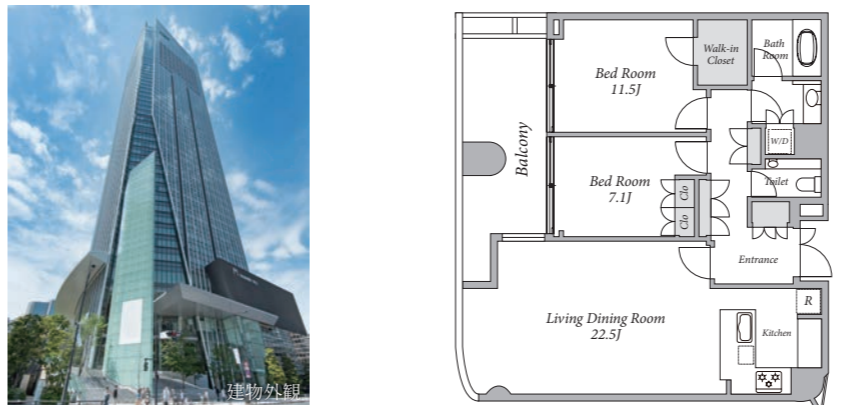 建物外観
Bed Room
11.5J
Walk-in
Closet
Bath
Room
Balcony
W/D
Bed Room
7.1J
Clo
Clo
Toilet
Entrance
Living Dining Room
22.5J
Kitchen
R